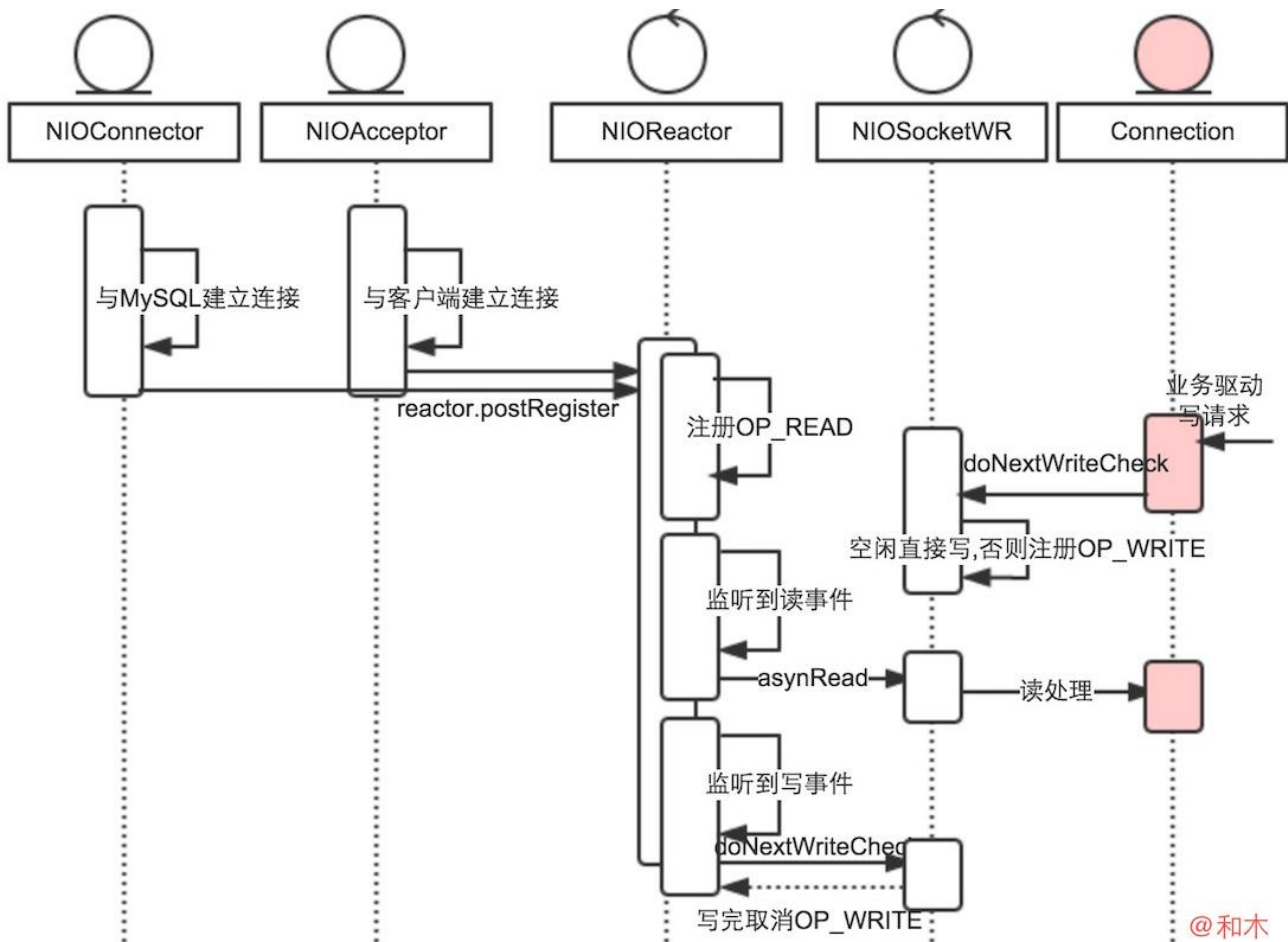 NIOConnector
NIOAcceptor
NIOReactor
NIOSocketWR
Connection
与MySQL建立连接
与客户端建立连接
reactor.postRegister
注册OP_READ
业务驱动
写请求
doNextWriteCheck
空闲直接写,否则注册OP_WRITE
监听到读事件
asynRead
读处理
监听到写事件
doNextWriteChec
写完取消OP_WRITE
@和木